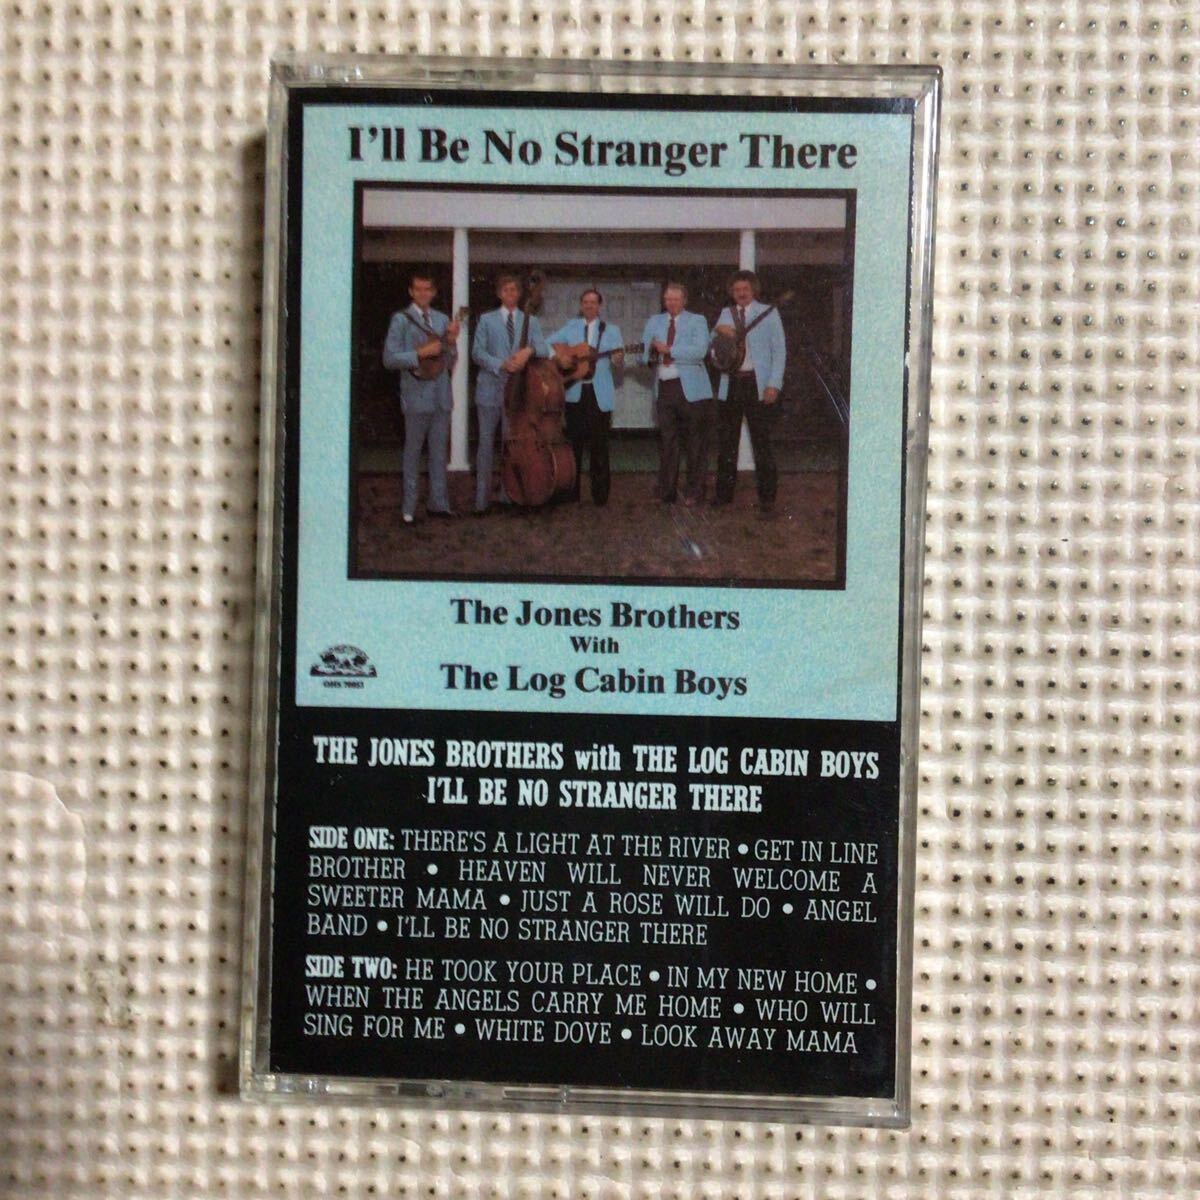 I'll Be No Stranger There
The Jones Brothers
With
The Log Cabin Boys
THE JONES BROTHERS with THE LOG CABIN BOYS
I'LL BE NO STRANGER THERE
SIDE ONE: THERE'S A LIGHT AT THE RIVER • GET IN LINE
BROTHER • HEAVEN WILL NEVER WELCOME A
SWEETER MAMA • JUST A ROSE WILL DO • ANGEL
BAND • I'LL BE NO STRANGER THERE
SIDE TWO: HE TOOK YOUR PLACE • IN MY NEW HOME •
WHEN THE ANGELS CARRY ME HOME • WHO WILL
SING FOR ME • WHITE DOVE • LOOK AWAY MAMA